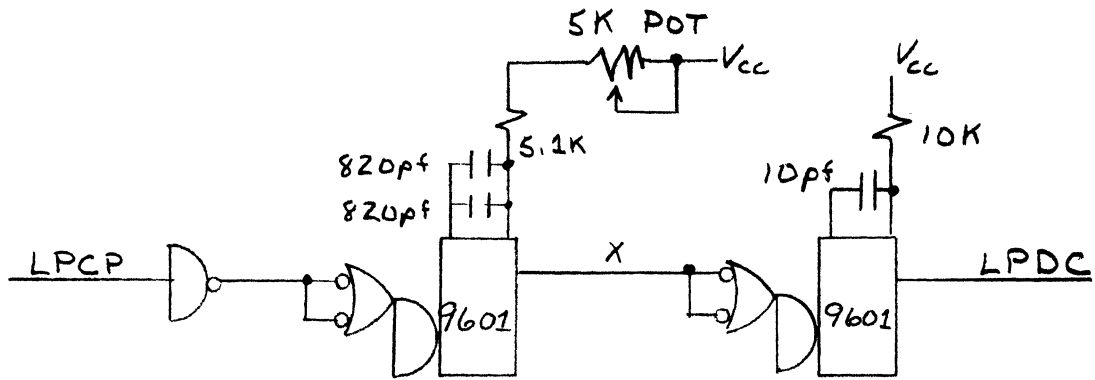 5K POT
Vcc
Vcc
5.1K
10K
820pf
10pf
820pf
LPCP
X
LPDC
9601
9601